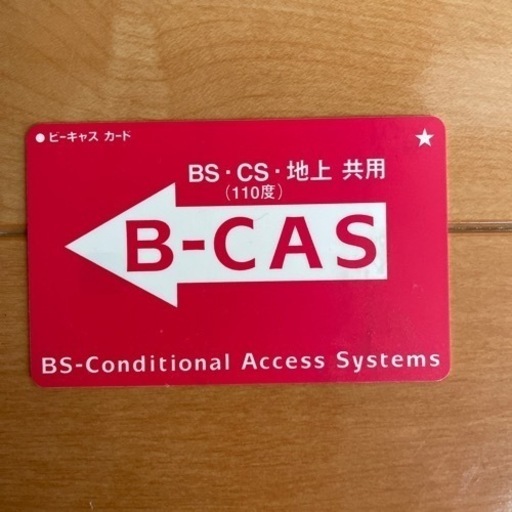 ビーキャス カード
BS・CS・地上 共用
(110度)
B-CAS
BS-Conditional Access Systems